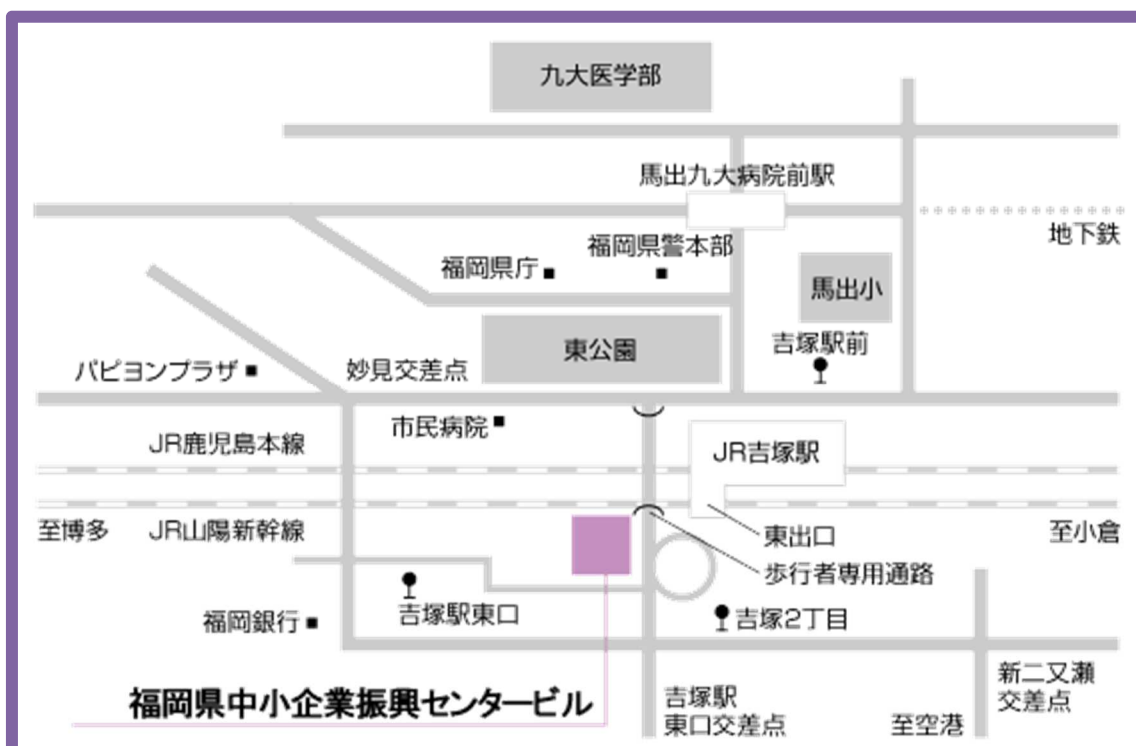 九大医学部
馬出九大病院前駅
地下鉄
福岡県警本部
福岡県庁
馬出小
東公園
吉塚駅前
パピヨンプラザ
妙見交差点
市民病院
JR鹿児島本線
JR吉塚駅
至博多
JR山陽新幹線
東出口
至小倉
歩行者専用通路
吉塚駅東口
福岡銀行
吉塚2丁目
福岡県中小企業振興センタービル
吉塚駅
東口交差点
新二又瀬
交差点
至空港